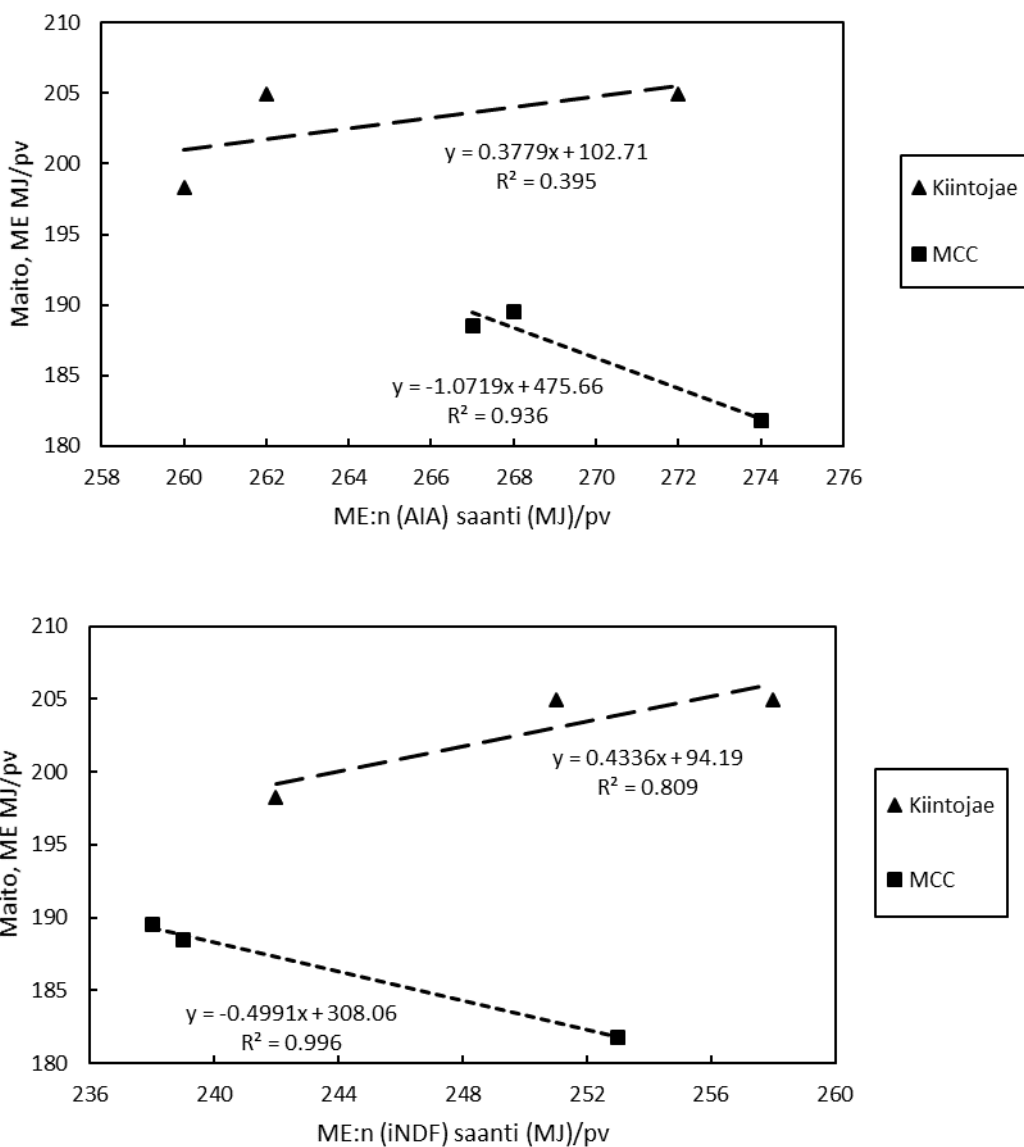 210
205
200
195
190
185
180
Maito, ME MJ/pv
y = 0.3779x + 102.71
R² = 0.395
y = -1.0719x + 475.66
R² = 0.936
258 260 262 264 266 268 270 272 274 276
ME:n (AIA) saanti (MJ)/pv
Kiintojae
MCC
210
205
200
195
190
185
180
Maito, ME MJ/pv
y = 0.4336x + 94.19
R² = 0.809
y = -0.4991x + 308.06
R² = 0.996
236 240 244 248 252 256 260
ME:n (iNDF) saanti (MJ)/pv
Kiintojae
MCC